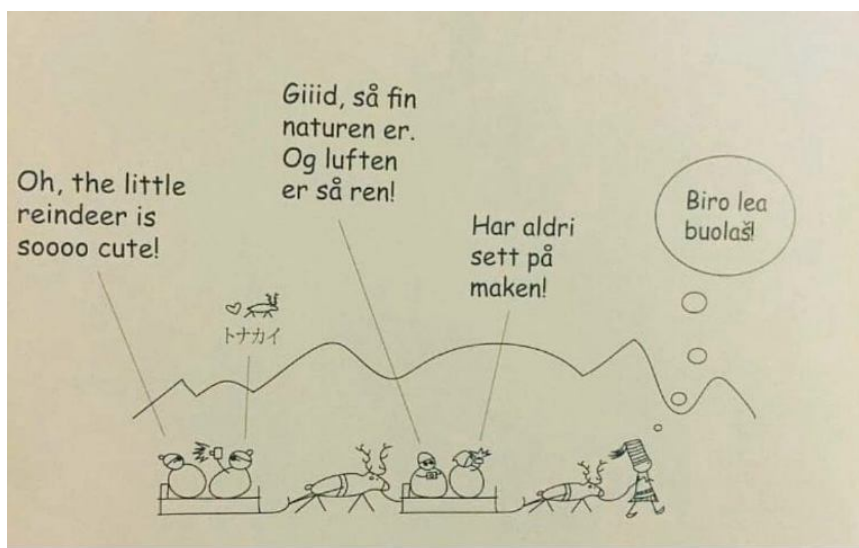 Oh, the little
reindeer is
soooo cute!
トナカイ
Giiid, så fin
naturen er.
Og luften
er så ren!
Har aldri
sett på
maken!
Biro lea
buolaš!